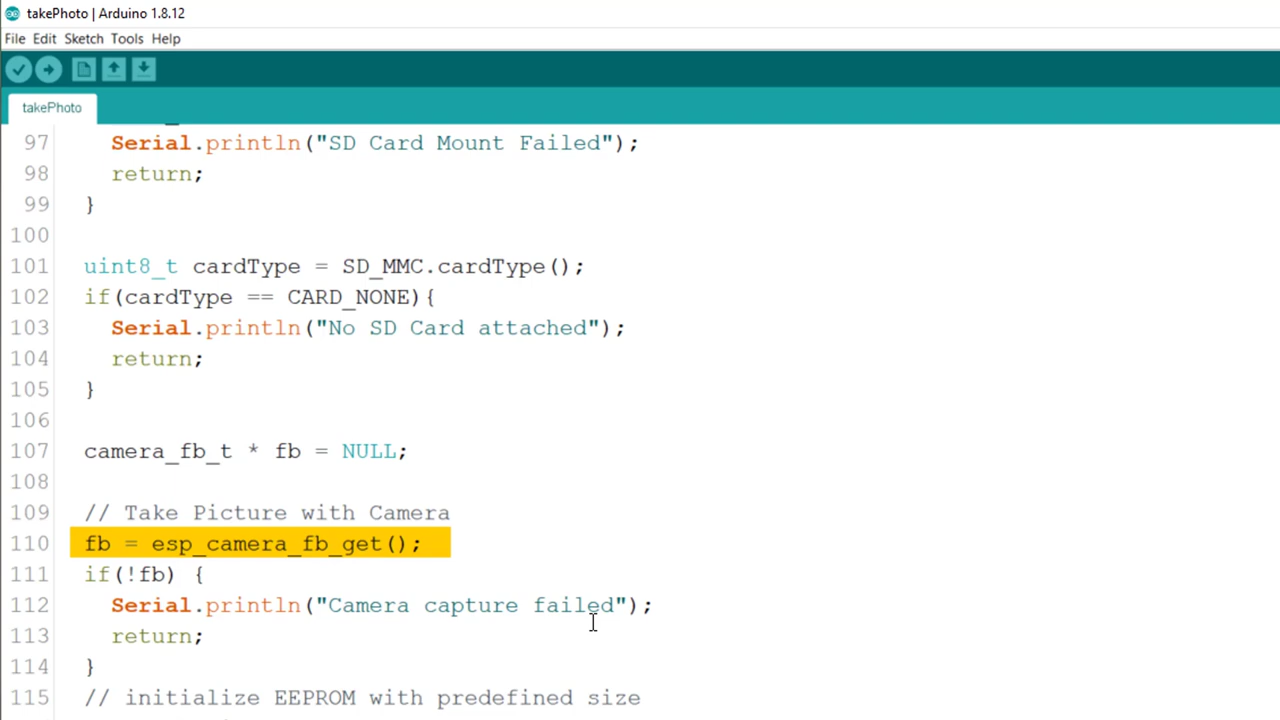 takePhoto | Arduino 1.8.12
File Edit Sketch Tools Help
takePhoto
97 Serial.println("SD Card Mount Failed");
98 return;
99 }
100
101 uint8_t cardType = SD_MMC.cardType();
102 if(cardType == CARD_NONE){
103 Serial.println("No SD Card attached");
104 return;
105 }
106
107 camera_fb_t * fb = NULL;
108
109 // Take Picture with Camera
110 fb = esp_camera_fb_get();
111 if(!fb) {
112 Serial.println("Camera capture failed");
113 return;
114 }
115 // initialize EEPROM with predefined size